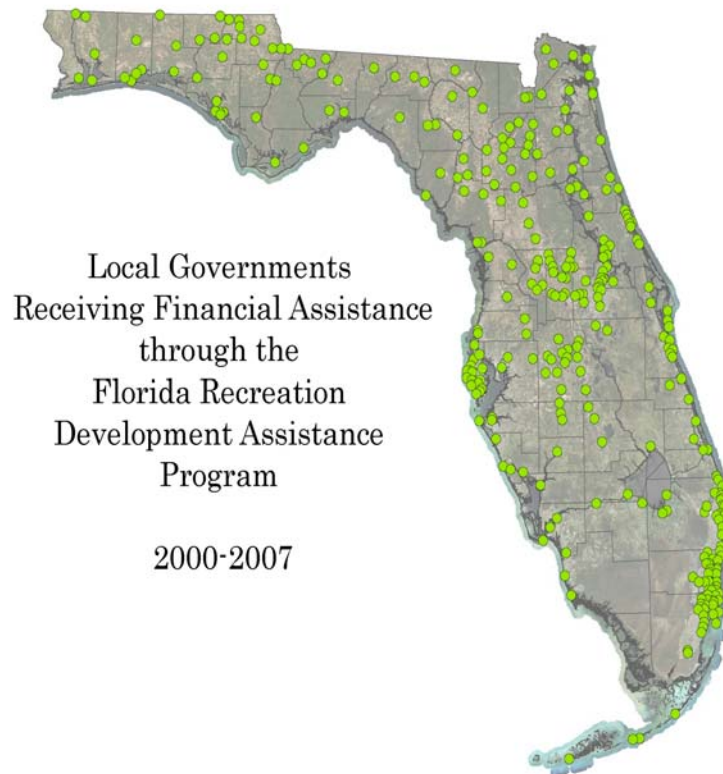 Local Governments
Receiving Financial Assistance
through the
Florida Recreation
Development Assistance
Program
2000-2007